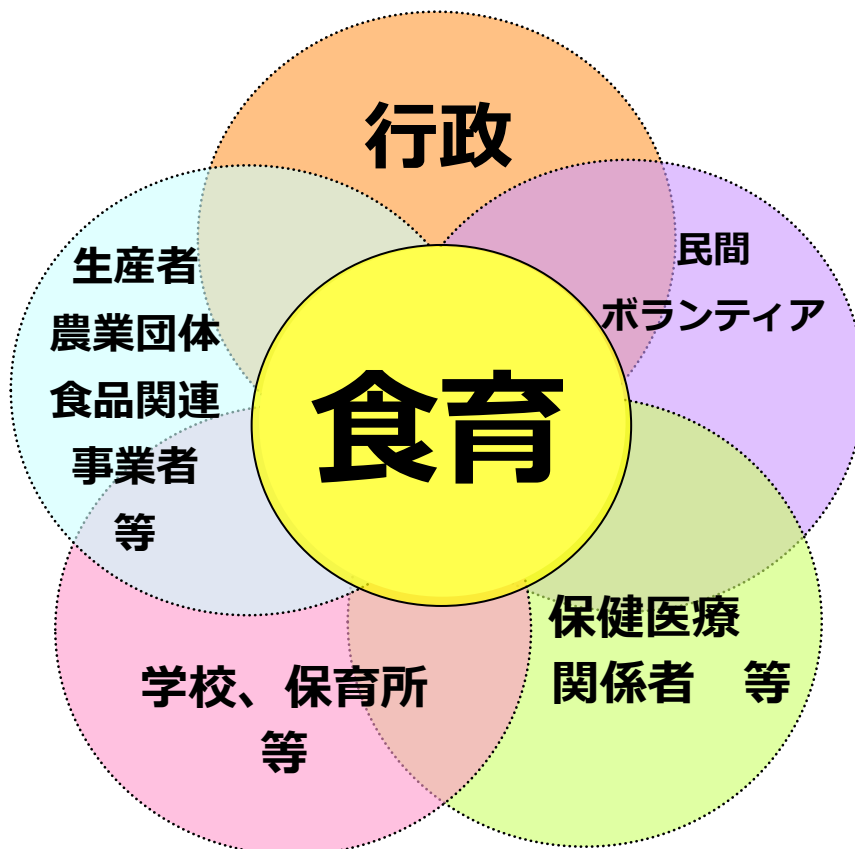 行政
民間
ボランティア
生産者
農業団体
食品関連
事業者
等
食育
保健医療
関係者　等
学校、保育所
等